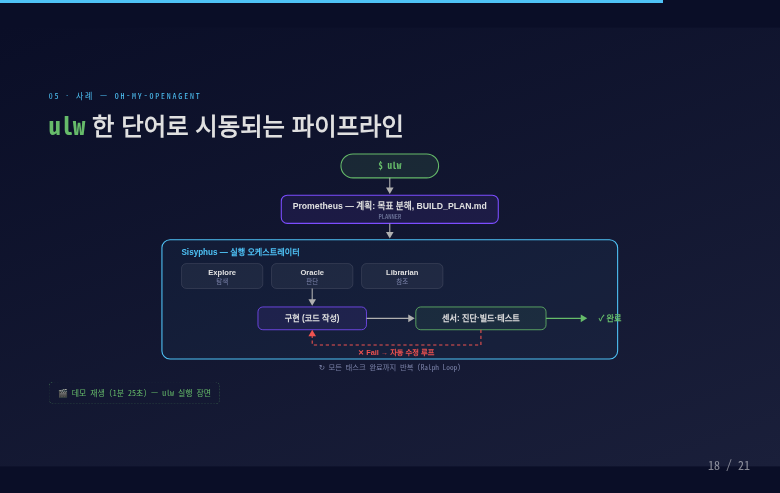 05 · 사례 — OH-MY-OPENAGENT
ulw 한 단어로 시동되는 파이프라인
$ ulw
Prometheus — 계획: 목표 분해, BUILD_PLAN.md
PLANNER
Sisyphus — 실행 오케스트레이터
Explore
탐색
Oracle
판단
Librarian
참조
구현 (코드 작성)
센서: 진단·빌드·테스트
✓ 완료
✕ Fail → 자동 수정 루프
↻ 모든 태스크 완료까지 반복 (Ralph Loop)
🎬 데모 재생 (1분 25초) — ulw 실행 장면
18 / 21